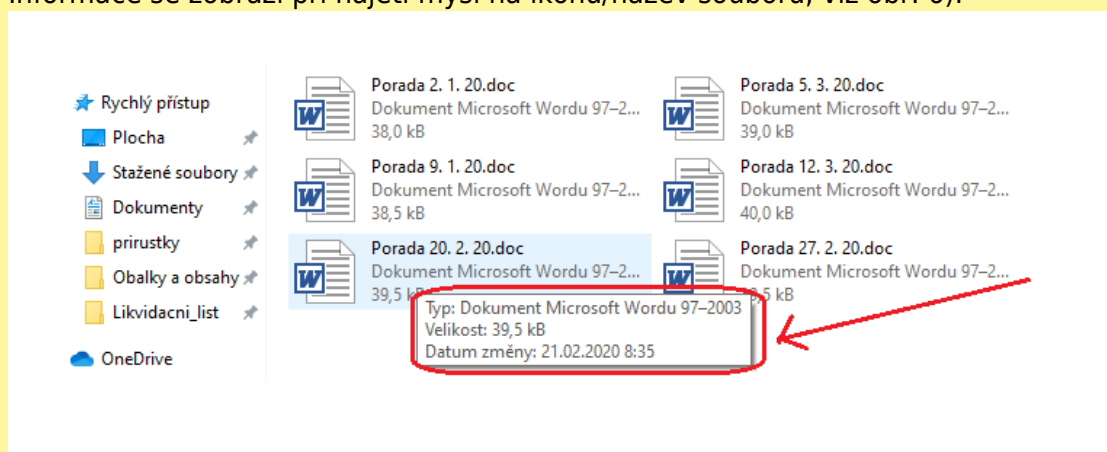 informace se zobrazí při najetí myší na ikonu/název souboru, viz obr. 6).
Rychlý přístup
Plocha
Stažené soubory
Dokumenty
prirustky
Obalky a obsahy
Likvidacni_list
OneDrive
Porada 2. 1. 20.doc
Dokument Microsoft Wordu 97–2...
38,0 kB
Porada 5. 3. 20.doc
Dokument Microsoft Wordu 97–2...
39,0 kB
Porada 9. 1. 20.doc
Dokument Microsoft Wordu 97–2...
38,5 kB
Porada 12. 3. 20.doc
Dokument Microsoft Wordu 97–2...
40,0 kB
Porada 20. 2. 20.doc
Dokument Microsoft Wordu 97–2...
39,5 kB
Porada 27. 2. 20.doc
Dokument Microsoft Wordu 97–2...
,5 kB
Typ: Dokument Microsoft Wordu 97–2003
Velikost: 39,5 kB
Datum změny: 21.02.2020 8:35